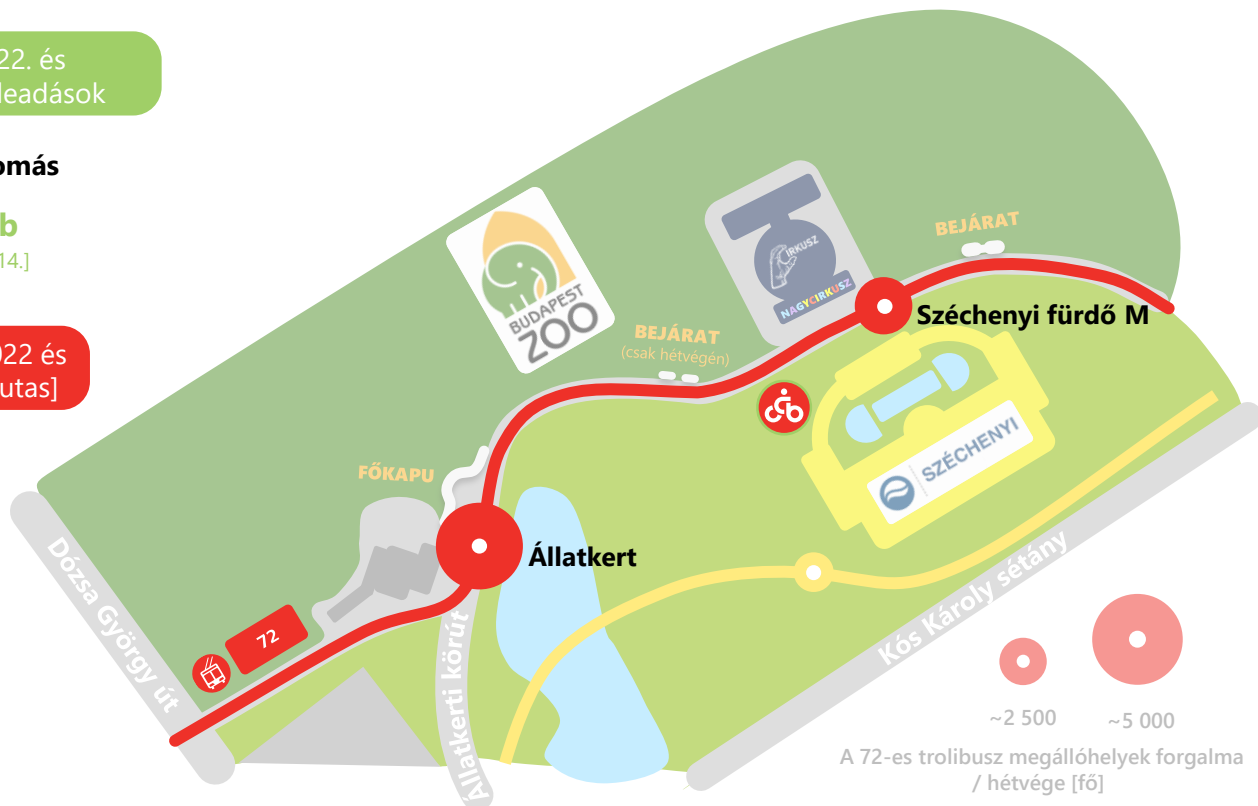 22. és
leadások
omás
b
14.]
022 és
utas]
BUDAPEST
ZOO
IRKUSZ
NAGYCIRKUSZ
BEJÁRAT
Széchenyi fürdő M
BEJÁRAT
(csak hétvégén)
SZÉCHENYI
FŐKAPU
Állatkert
72
Dózsa György út
Állatkerti körút
Kós Károly sétány
~2 500
~5 000
A 72-es trolibusz megállóhelyek forgalma
/ hétvége [fő]